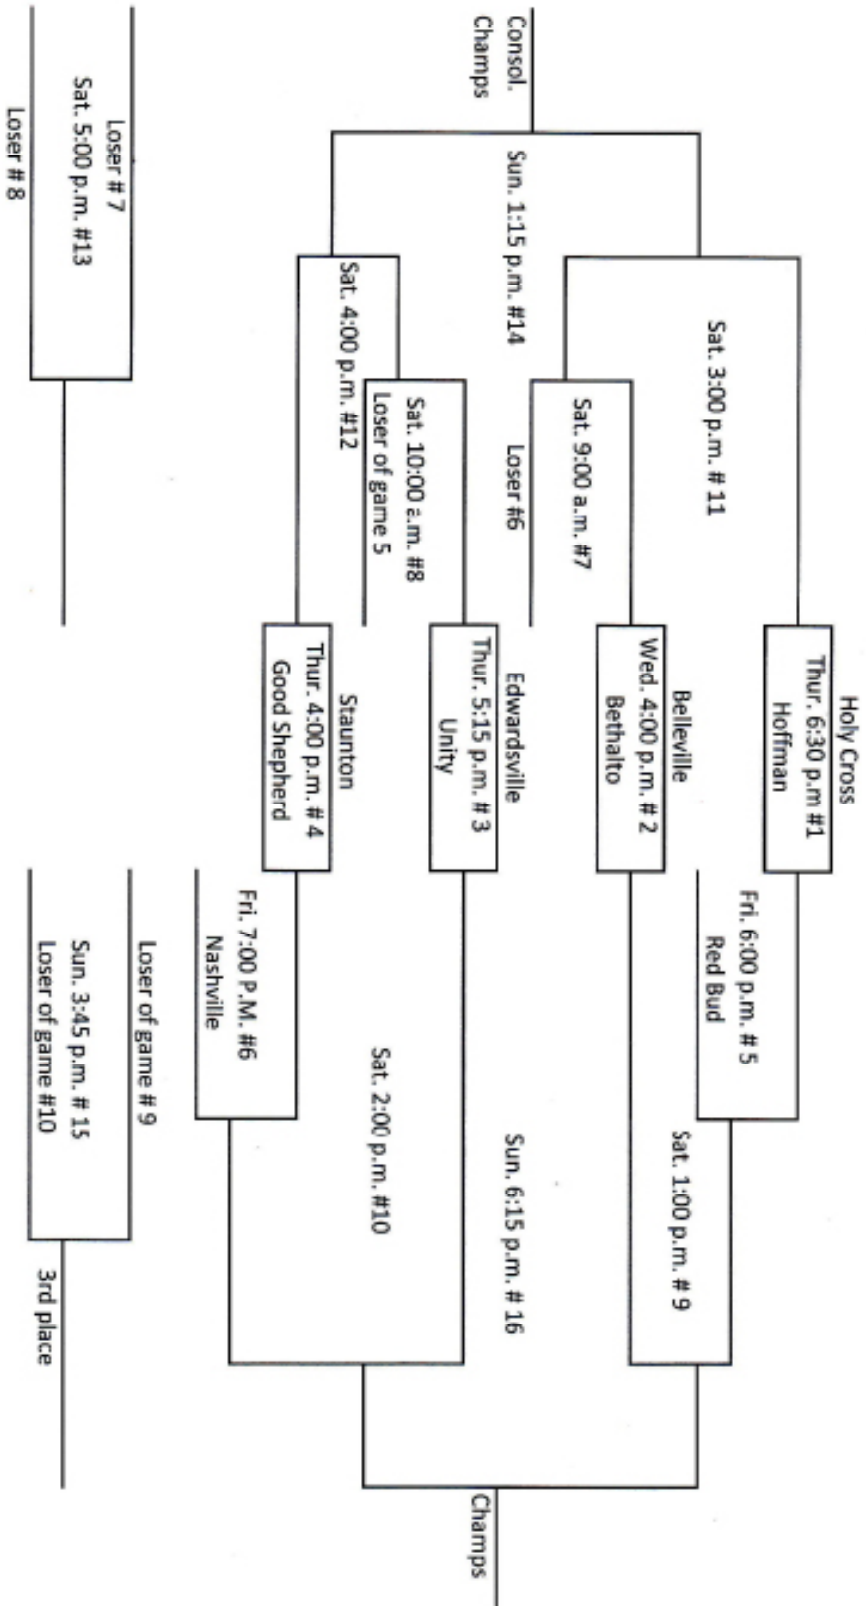 Holy Cross
Thur. 6:30 p.m #1
Hoffman
Fri. 6:00 p.m. # 5
Red Bud
Sat. 3:00 p.m. # 11
Belleville
Wed. 4:00 p.m. # 2
Bethalto
Sat. 1:00 p.m. # 9
Sat. 9:00 a.m. #7
Loser #6
Consol.
Champs
Sun. 1:15 p.m. #14
Sun. 6:15 p.m. # 16
Champs
Edwardsville
Thur. 5:15 p.m. # 3
Unity
Sat. 10:00 a.m. #8
Loser of game 5
Sat. 2:00 p.m. #10
Sat. 4:00 p.m. #12
Staunton
Thur. 4:00 p.m. # 4
Good Shepherd
Fri. 7:00 P.M. #6
Nashville
Loser # 7
Sat. 5:00 p.m. #13
Loser # 8
Loser of game # 9
Sun. 3:45 p.m. # 15
Loser of game #10
3rd place